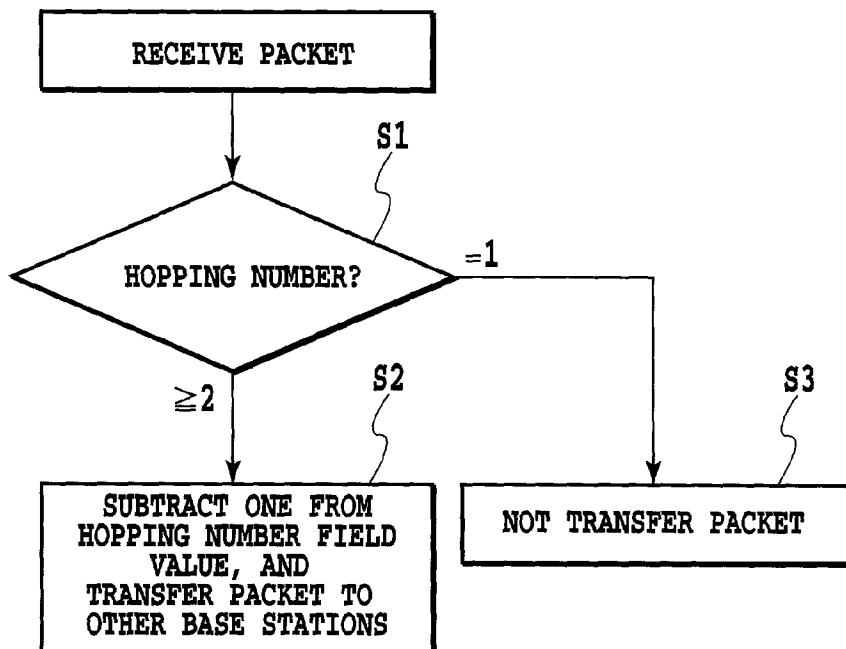 RECEIVE PACKET
S1
HOPPING NUMBER?
=1
≧2
S2
S3
SUBTRACT ONE FROM
HOPPING NUMBER FIELD
VALUE, AND
TRANSFER PACKET TO
OTHER BASE STATIONS
NOT TRANSFER PACKET